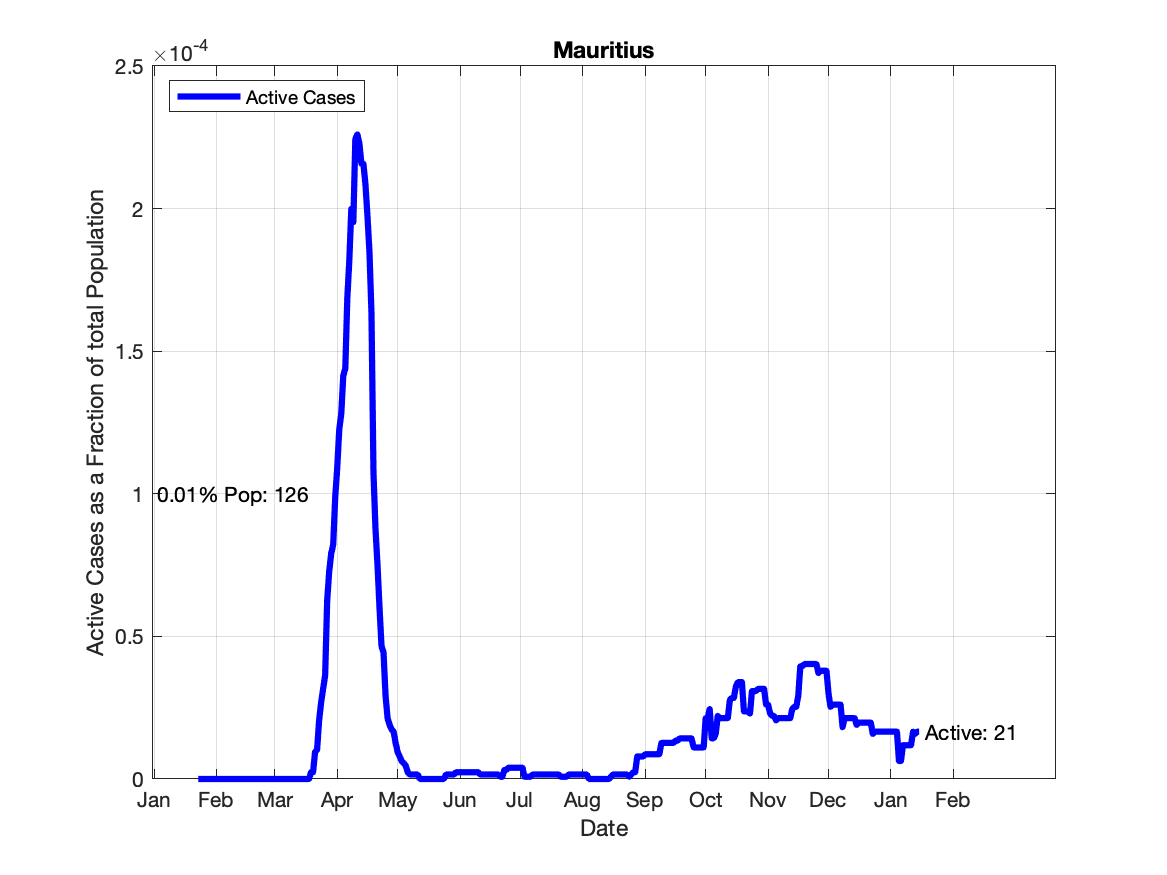 Mauritius
×10-4
Active Cases
2.5
2
1.5
1
0.5
0
0.01% Pop: 126
Active: 21
Active Cases as a Fraction of total Population
Jan Feb Mar Apr May Jun Jul Aug Sep Oct Nov Dec Jan Feb
Date